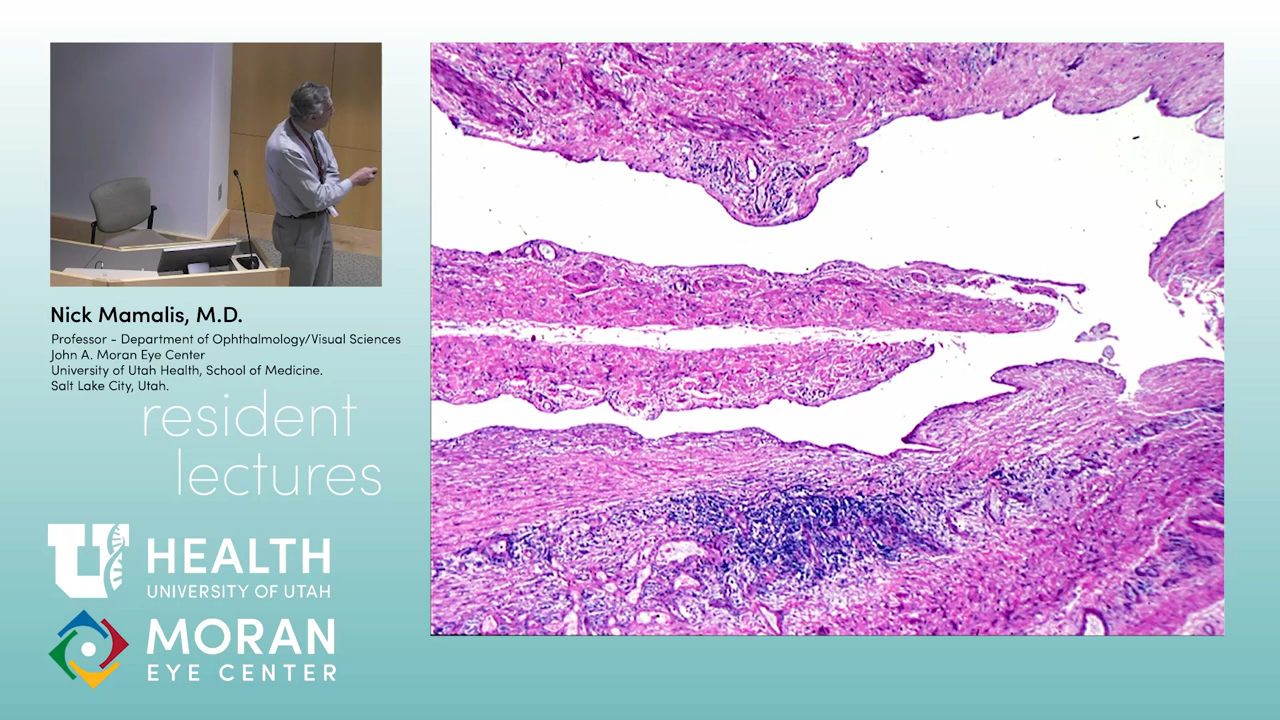 Nick Mamalis, M.D.
Professor - Department of Ophthalmology/Visual Sciences
John A. Moran Eye Center
University of Utah Health, School of Medicine.
Salt Lake City, Utah.
resident
lectures
U HEALTH
UNIVERSITY OF UTAH
MORAN
EYE CENTER